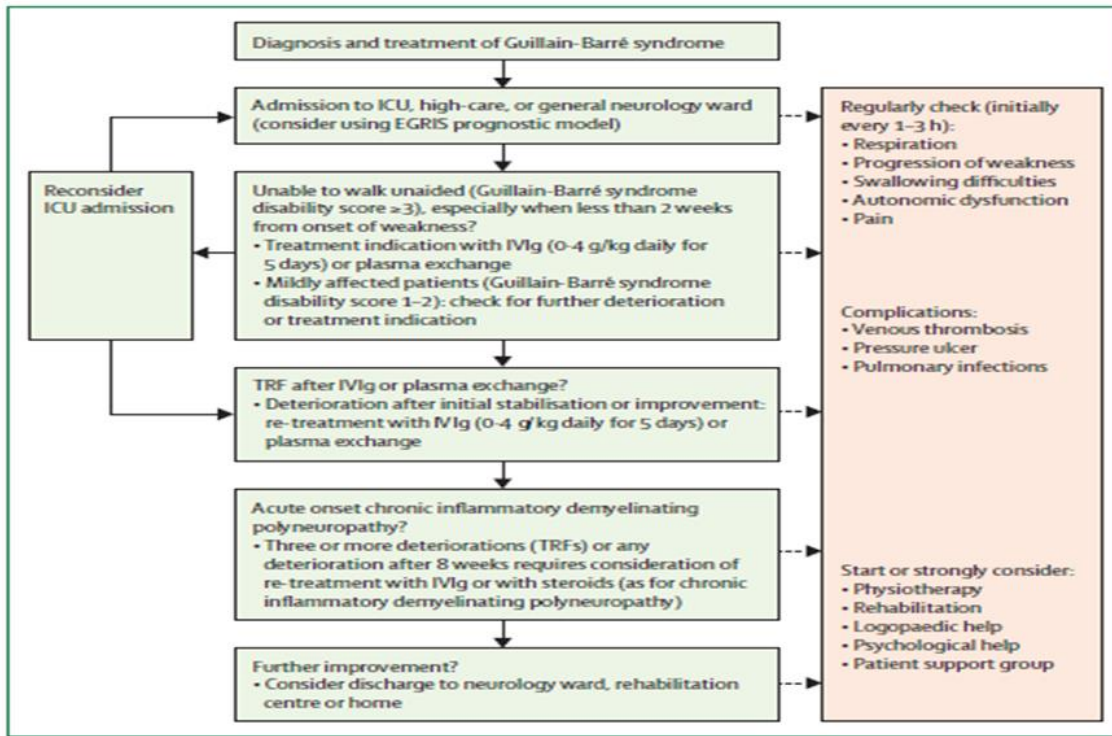 Diagnosis and treatment of Guillain-Barré syndrome
Admission to ICU, high-care, or general neurology ward
(consider using EGRIS prognostic model)
Reconsider
ICU admission
Unable to walk unaided (Guillain-Barré syndrome
disability score ≥3), especially when less than 2 weeks
from onset of weakness?
• Treatment indication with IVIg (0·4 g/kg daily for
5 days) or plasma exchange
• Mildly affected patients (Guillain-Barré syndrome
disability score 1–2): check for further deterioration
or treatment indication
TRF after IVIg or plasma exchange?
• Deterioration after initial stabilisation or improvement:
re-treatment with IVIg (0·4 g/kg daily for 5 days) or
plasma exchange
Acute onset chronic inflammatory demyelinating
polyneuropathy?
• Three or more deteriorations (TRFs) or any
deterioration after 8 weeks requires consideration of
re-treatment with IVIg or with steroids (as for chronic
inflammatory demyelinating polyneuropathy)
Further improvement?
• Consider discharge to neurology ward, rehabilitation
centre or home
Regularly check (initially
every 1–3 h):
• Respiration
• Progression of weakness
• Swallowing difficulties
• Autonomic dysfunction
• Pain
Complications:
• Venous thrombosis
• Pressure ulcer
• Pulmonary infections
Start or strongly consider:
• Physiotherapy
• Rehabilitation
• Logopaedic help
• Psychological help
• Patient support group